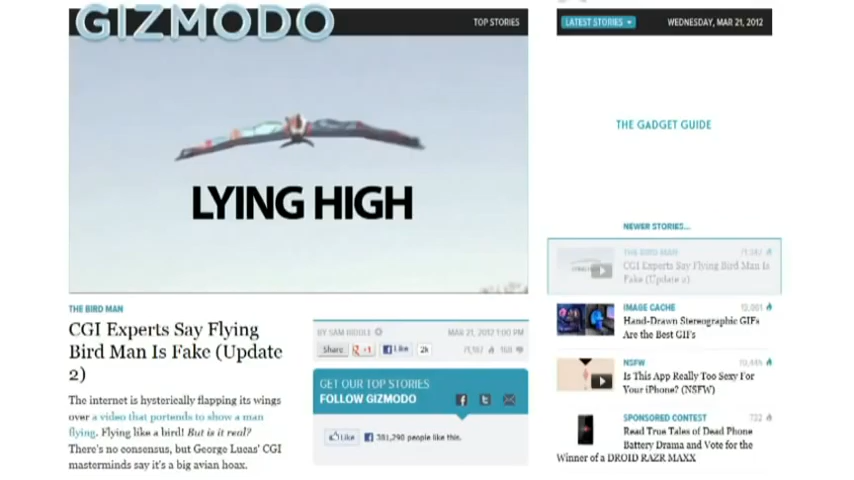 GIZMODO
TOP STORIES
LYING HIGH
THE BIRD MAN
CGI Experts Say Flying
Bird Man Is Fake (Update
2)
The internet is hysterically flapping its wings
over a video that portends to show a man
flying. Flying like a bird! But is it real?
There's no consensus, but George Lucas' CGI
masterminds say it's a big avian hoax.
BY SAM BIDDLE
MAR 21, 2012 1:00 PM
Share
+1
Like
2k
GET OUR TOP STORIES
FOLLOW GIZMODO
Like
381,290 people like this.
LATEST STORIES
WEDNESDAY, MAR 21, 2012
THE GADGET GUIDE
NEWER STORIES...
THE BIRD MAN
CGI Experts Say Flying Bird Man Is
Fake (Update 2)
IMAGE CACHE
Hand-Drawn Stereographic GIFs
Are the Best GIFs
NSFW
Is This App Really Too Sexy For
Your iPhone? (NSFW)
SPONSORED CONTEST
Read True Tales of Dead Phone
Battery Drama and Vote for the
Winner of a DROID RAZR MAXX